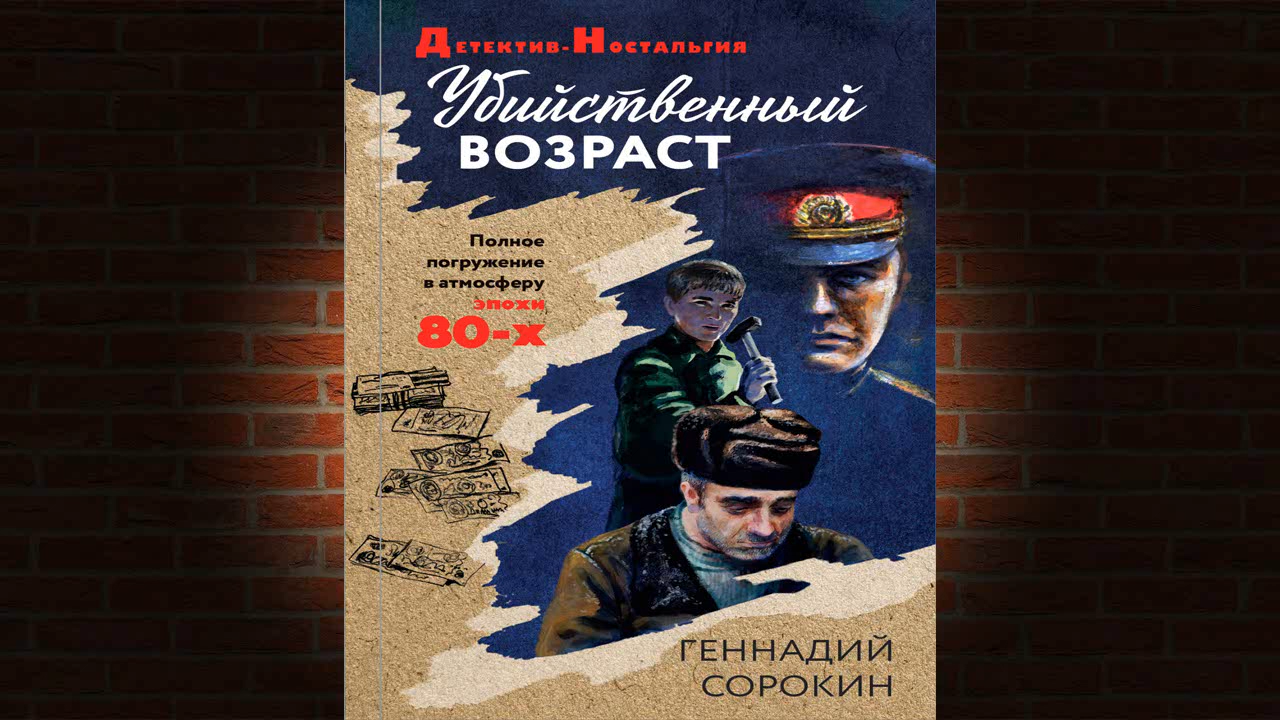 Детектив-Ностальгия
Убийственный
ВОЗРАСТ
Полное
погружение
в атмосферу
эпохи
80-х
ГЕННАДИЙ
СОРОКИН